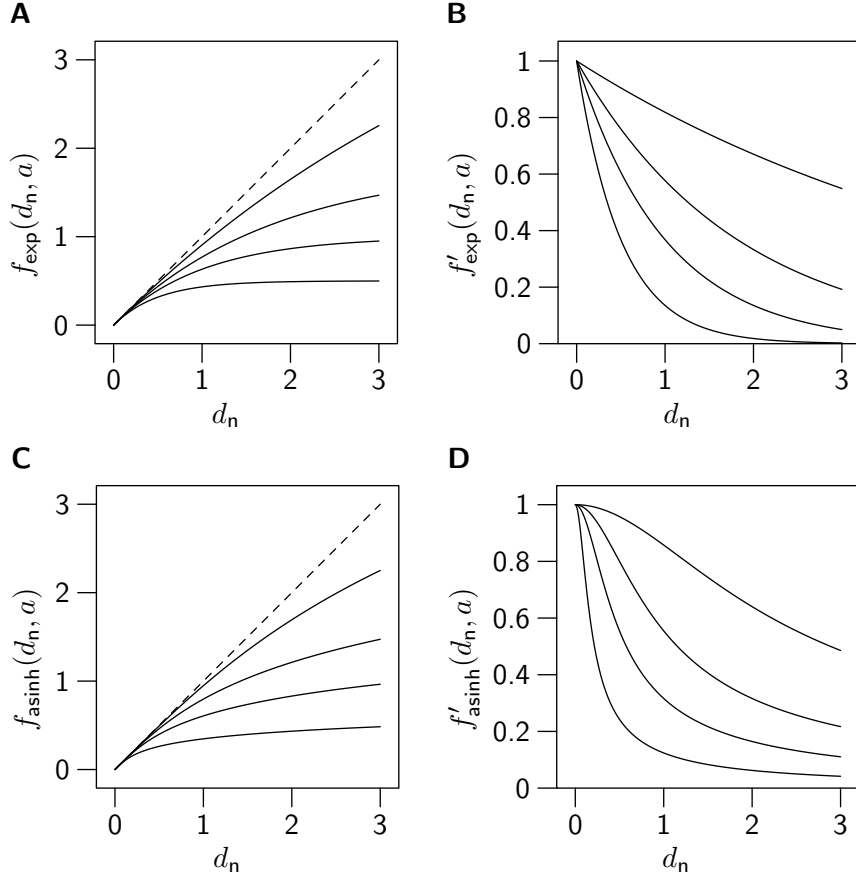 A
3
2
1
0
f_exp(d_n, a)
0 1 2 3
d_n
B
1
0.8
0.6
0.4
0.2
0
f′_exp(d_n, a)
0 1 2 3
d_n
C
3
2
1
0
f_asinh(d_n, a)
0 1 2 3
d_n
D
1
0.8
0.6
0.4
0.2
0
f′_asinh(d_n, a)
0 1 2 3
d_n